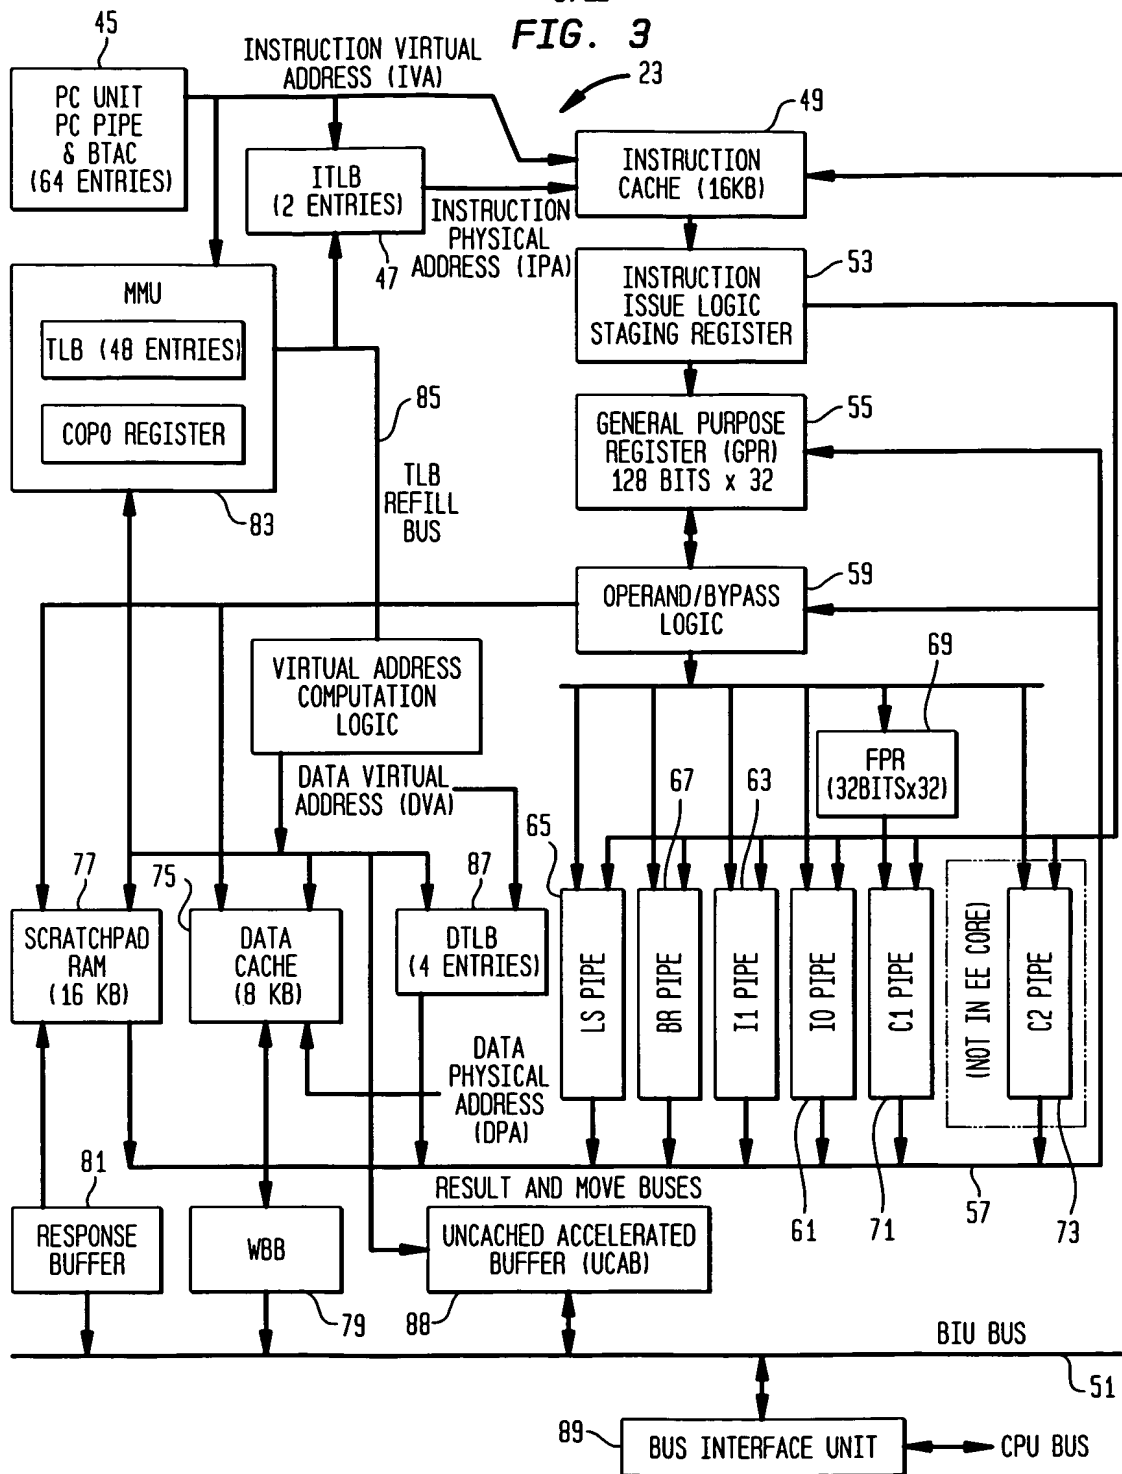 FIG. 3
45
INSTRUCTION VIRTUAL
ADDRESS (IVA)
23
PC UNIT
PC PIPE
& BTAC
(64 ENTRIES)
49
INSTRUCTION
CACHE (16KB)
ITLB
(2 ENTRIES)
INSTRUCTION
PHYSICAL
ADDRESS (IPA)
47
53
INSTRUCTION
ISSUE LOGIC
STAGING REGISTER
MMU
TLB (48 ENTRIES)
COPO REGISTER
83
85
TLB
REFILL
BUS
55
GENERAL PURPOSE
REGISTER (GPR)
128 BITS x 32
59
OPERAND/BYPASS
LOGIC
VIRTUAL ADDRESS
COMPUTATION
LOGIC
69
FPR
(32BITSx32)
DATA VIRTUAL
ADDRESS (DVA)
65
67
63
77
75
87
SCRATCHPAD
RAM
(16 KB)
DATA
CACHE
(8 KB)
DTLB
(4 ENTRIES)
LS PIPE
BR PIPE
I1 PIPE
I0 PIPE
C1 PIPE
(NOT IN EE CORE)
C2 PIPE
DATA
PHYSICAL
ADDRESS
(DPA)
81
RESULT AND MOVE BUSES
61
71
57
73
RESPONSE
BUFFER
WBB
UNCACHED ACCELERATED
BUFFER (UCAB)
79
88
BIU BUS
51
89
BUS INTERFACE UNIT
CPU BUS